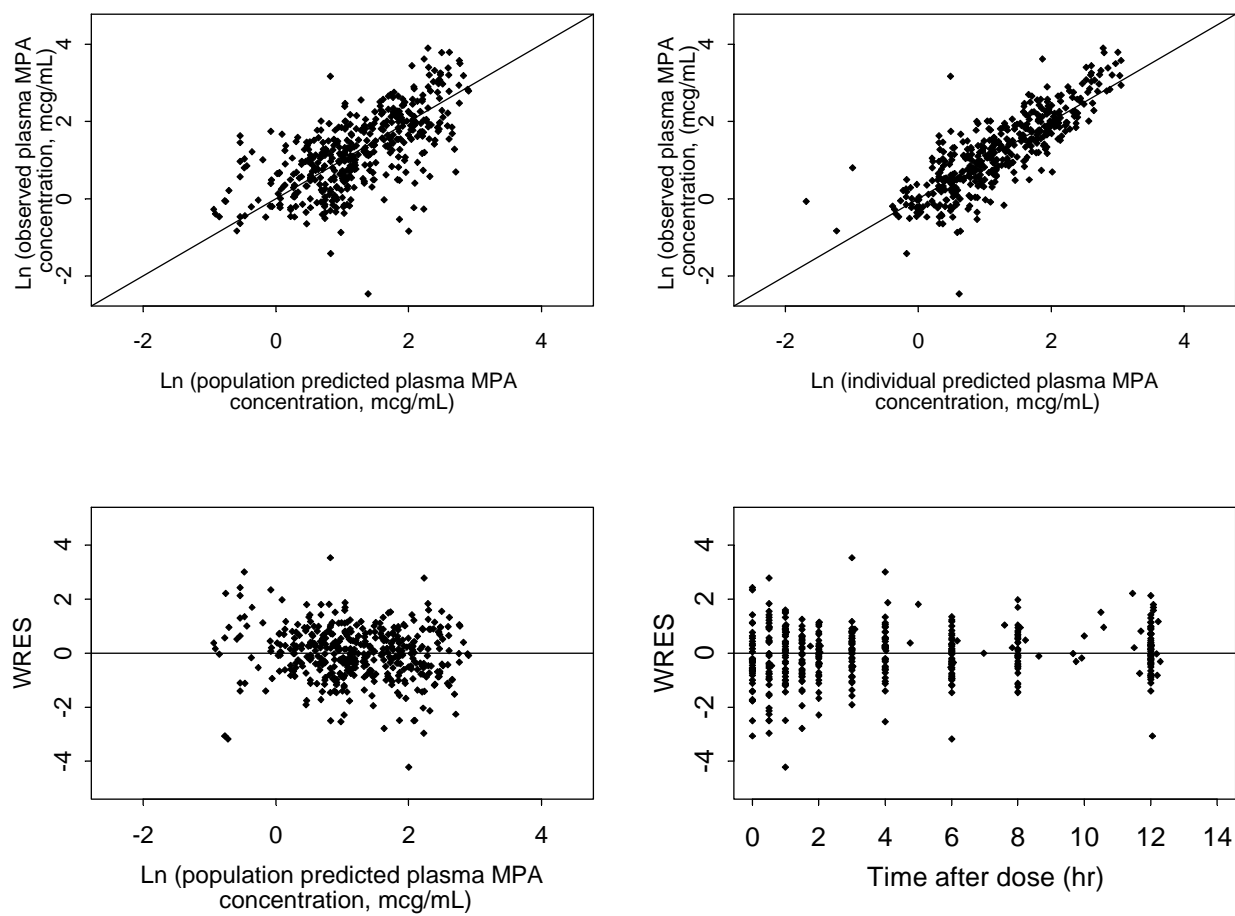 Ln (observed plasma MPA
concentration, mcg/mL)
4
2
0
-2
-2 0 2 4
Ln (population predicted plasma MPA
concentration, mcg/mL)
Ln (observed plasma MPA
concentration, (mcg/mL)
4
2
0
-2
-2 0 2 4
Ln (individual predicted plasma MPA
concentration, mcg/mL)
WRES
4
2
0
-2
-4
-2 0 2 4
Ln (population predicted plasma MPA
concentration, mcg/mL)
WRES
4
2
0
-2
-4
0 2 4 6 8 10 12 14
Time after dose (hr)